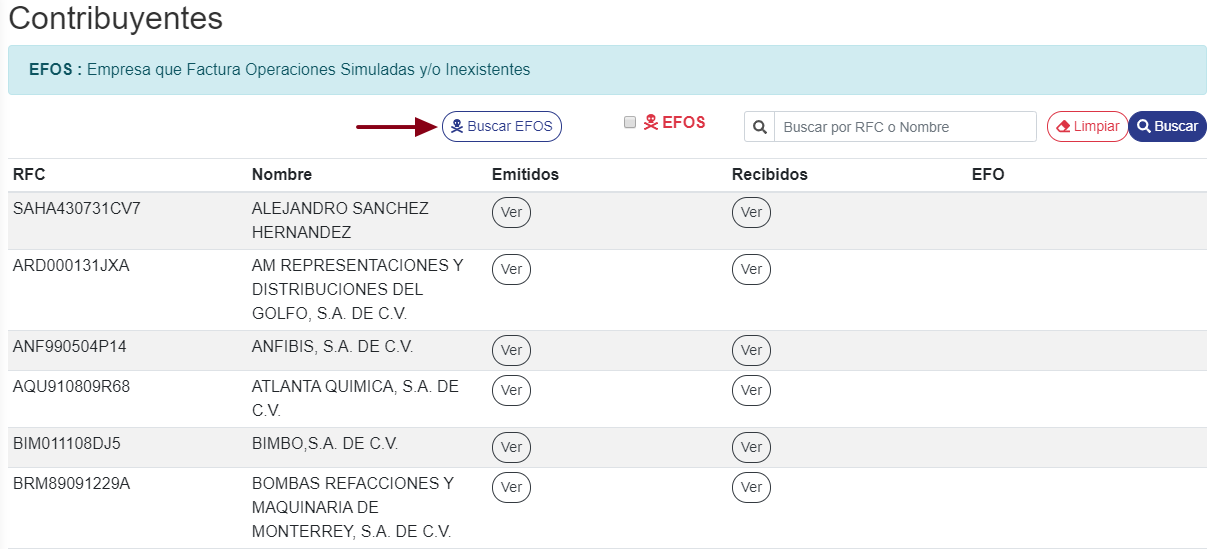 Contribuyentes
EFOS : Empresa que Factura Operaciones Simuladas y/o Inexistentes
Buscar EFOS EFOS Buscar por RFC o Nombre Limpiar Buscar
RFC Nombre Emitidos Recibidos EFO
SAHA430731CV7 ALEJANDRO SANCHEZ Ver Ver
HERNANDEZ
ARD000131JXA AM REPRESENTACIONES Y Ver Ver
DISTRIBUCIONES DEL
GOLFO, S.A. DE C.V.
ANF990504P14 ANFIBIS, S.A. DE C.V. Ver Ver
AQU910809R68 ATLANTA QUIMICA, S.A. DE Ver Ver
C.V.
BIM011108DJ5 BIMBO,S.A. DE C.V. Ver Ver
BRM89091229A BOMBAS REFACCIONES Y Ver Ver
MAQUINARIA DE
MONTERREY, S.A. DE C.V.